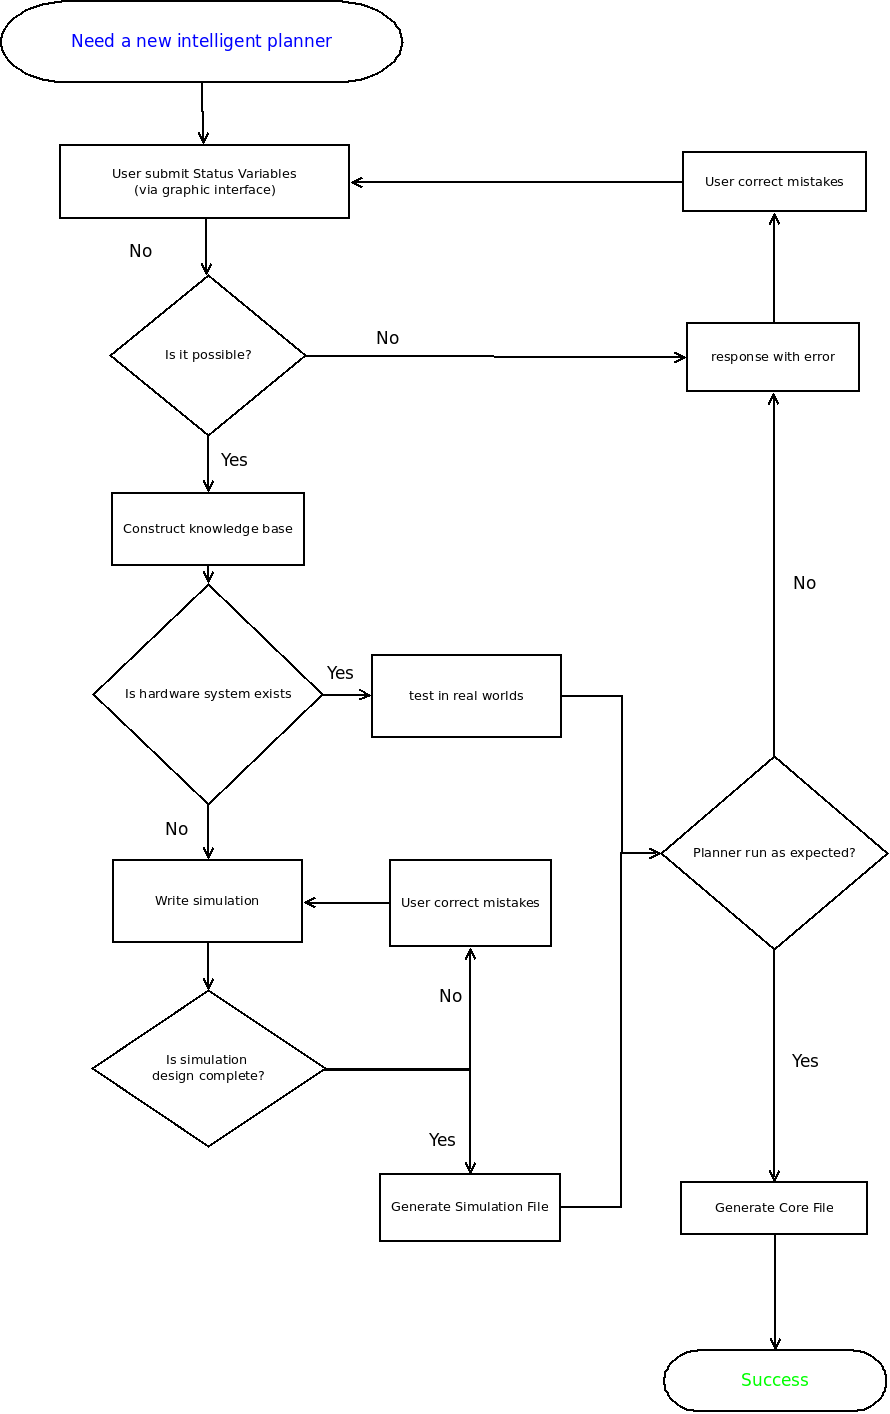 Need a new intelligent planner
User submit Status Variables
(via graphic interface)
User correct mistakes
No
Is it possible?
No
response with error
Yes
Construct knowledge base
No
Is hardware system exists
Yes
test in real worlds
No
Planner run as expected?
Write simulation
User correct mistakes
No
Is simulation
design complete?
Yes
Yes
Generate Simulation File
Generate Core File
Success